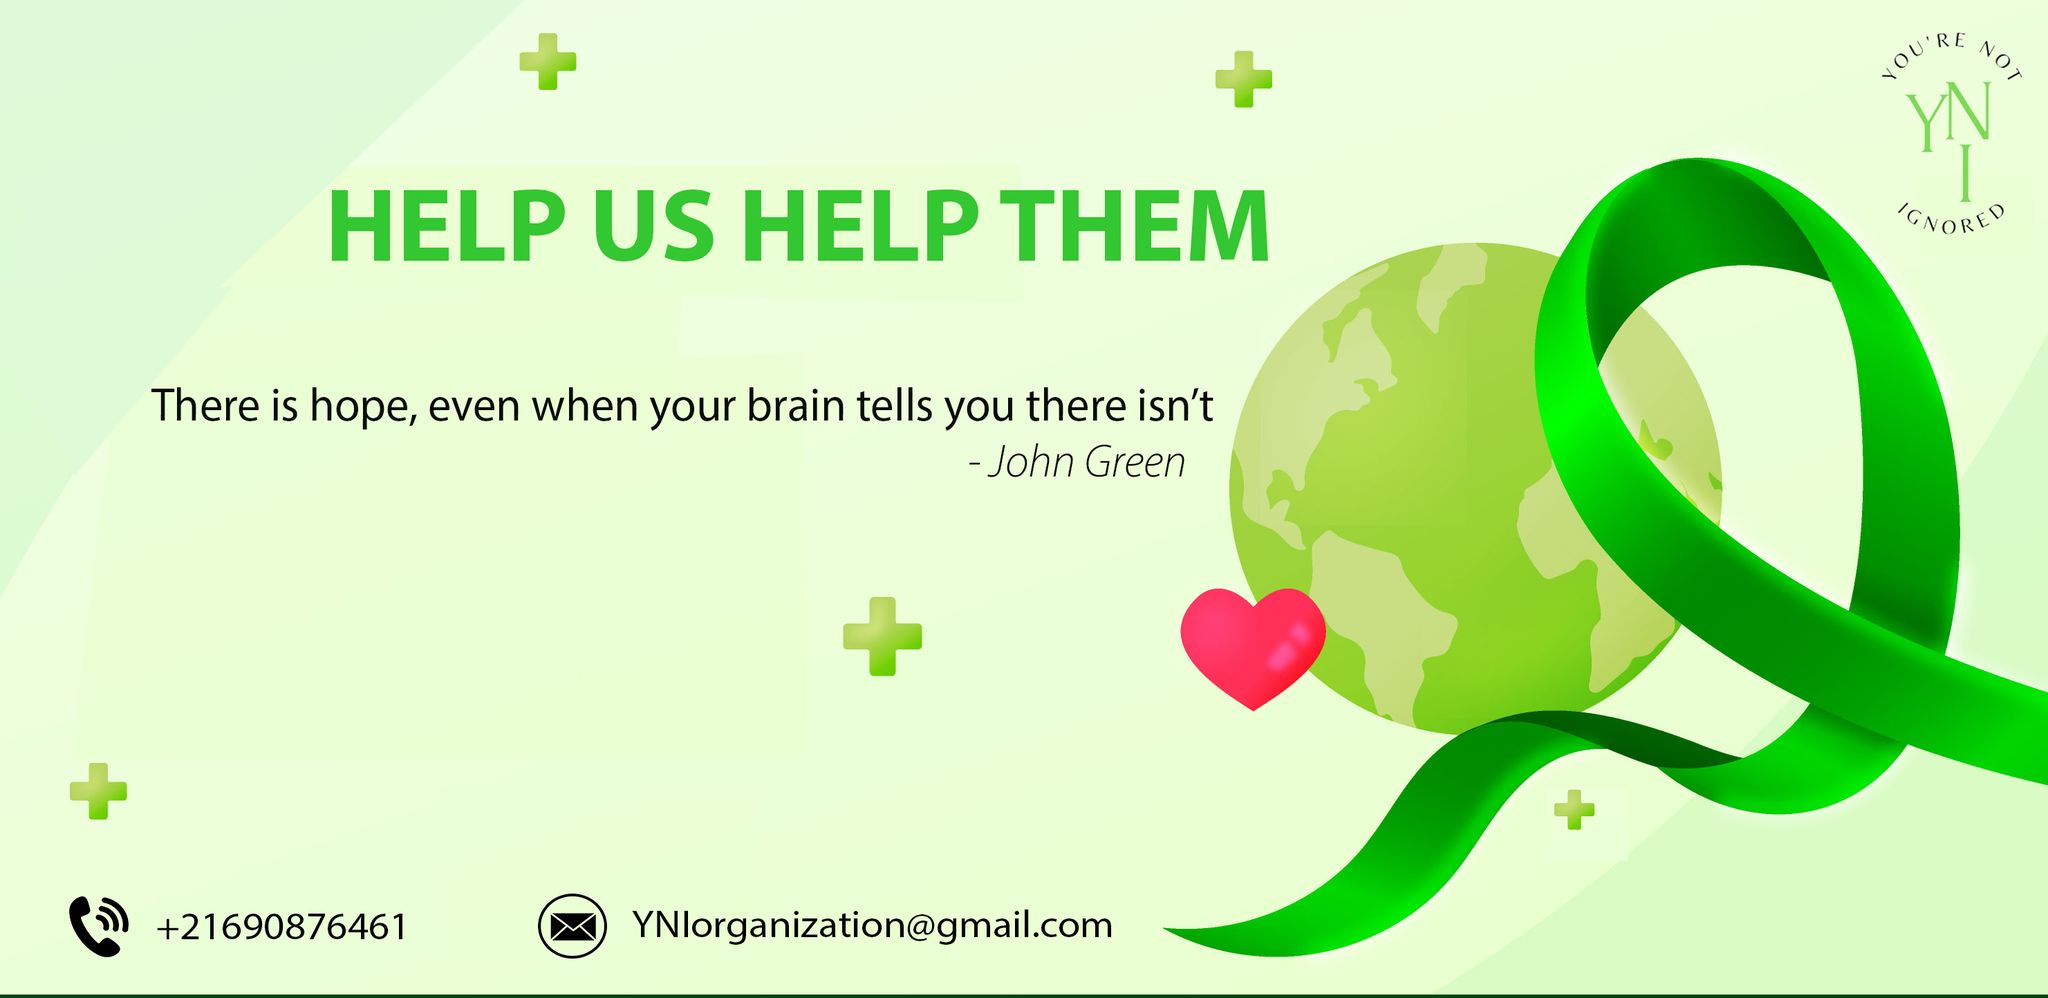 YOU'RE NOT
YN
I
IGNORED
HELP US HELP THEM
There is hope, even when your brain tells you there isn’t
- John Green
+21690876461
YNIorganization@gmail.com